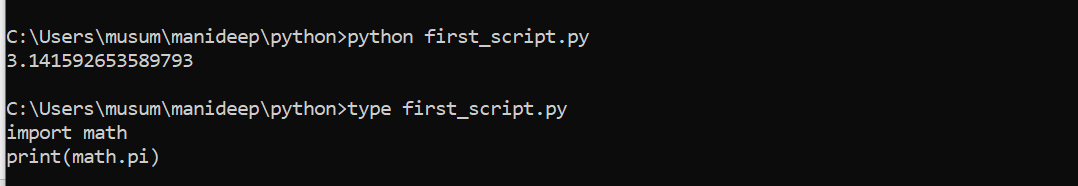 C:\Users\musum\manideep\python>python first_script.py
3.141592653589793
C:\Users\musum\manideep\python>type first_script.py
import math
print(math.pi)